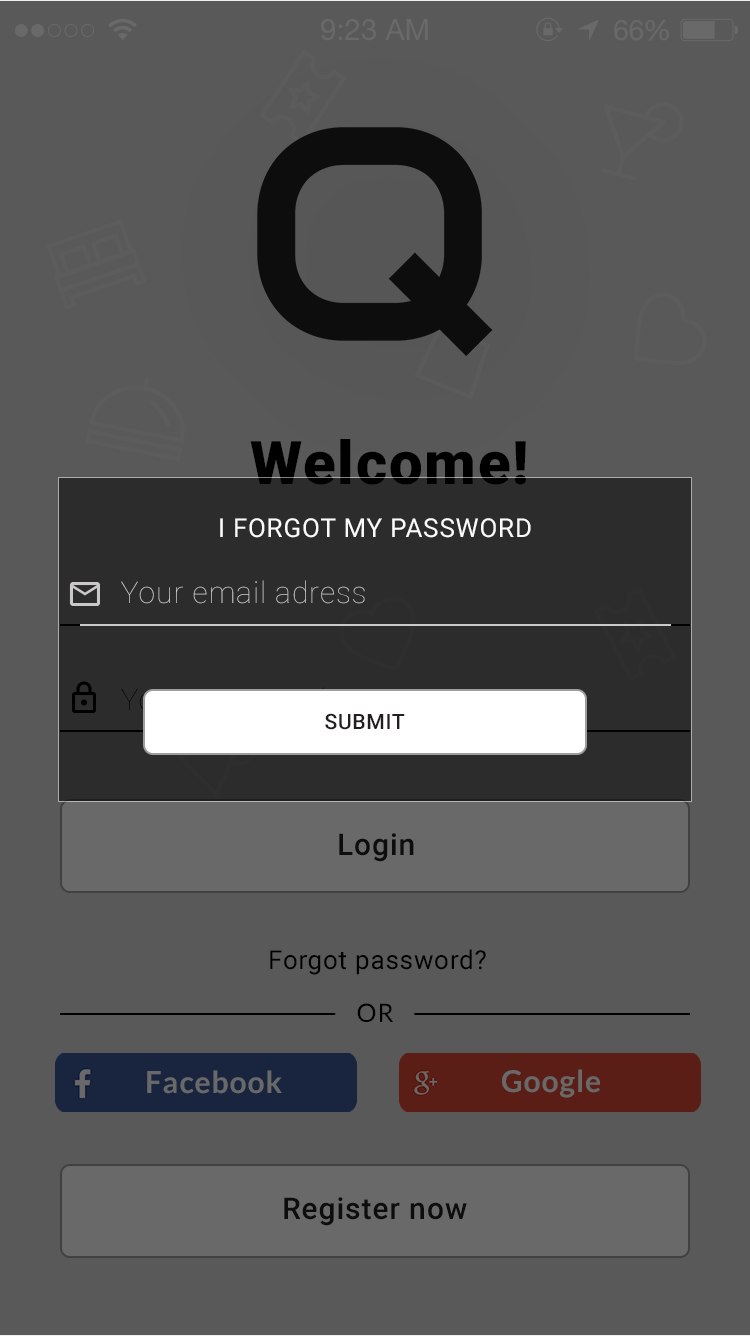 9:23 AM 66%
Q
Welcome!
I FORGOT MY PASSWORD
Your email adress
SUBMIT
Login
Forgot password?
OR
f Facebook
g+ Google
Register now